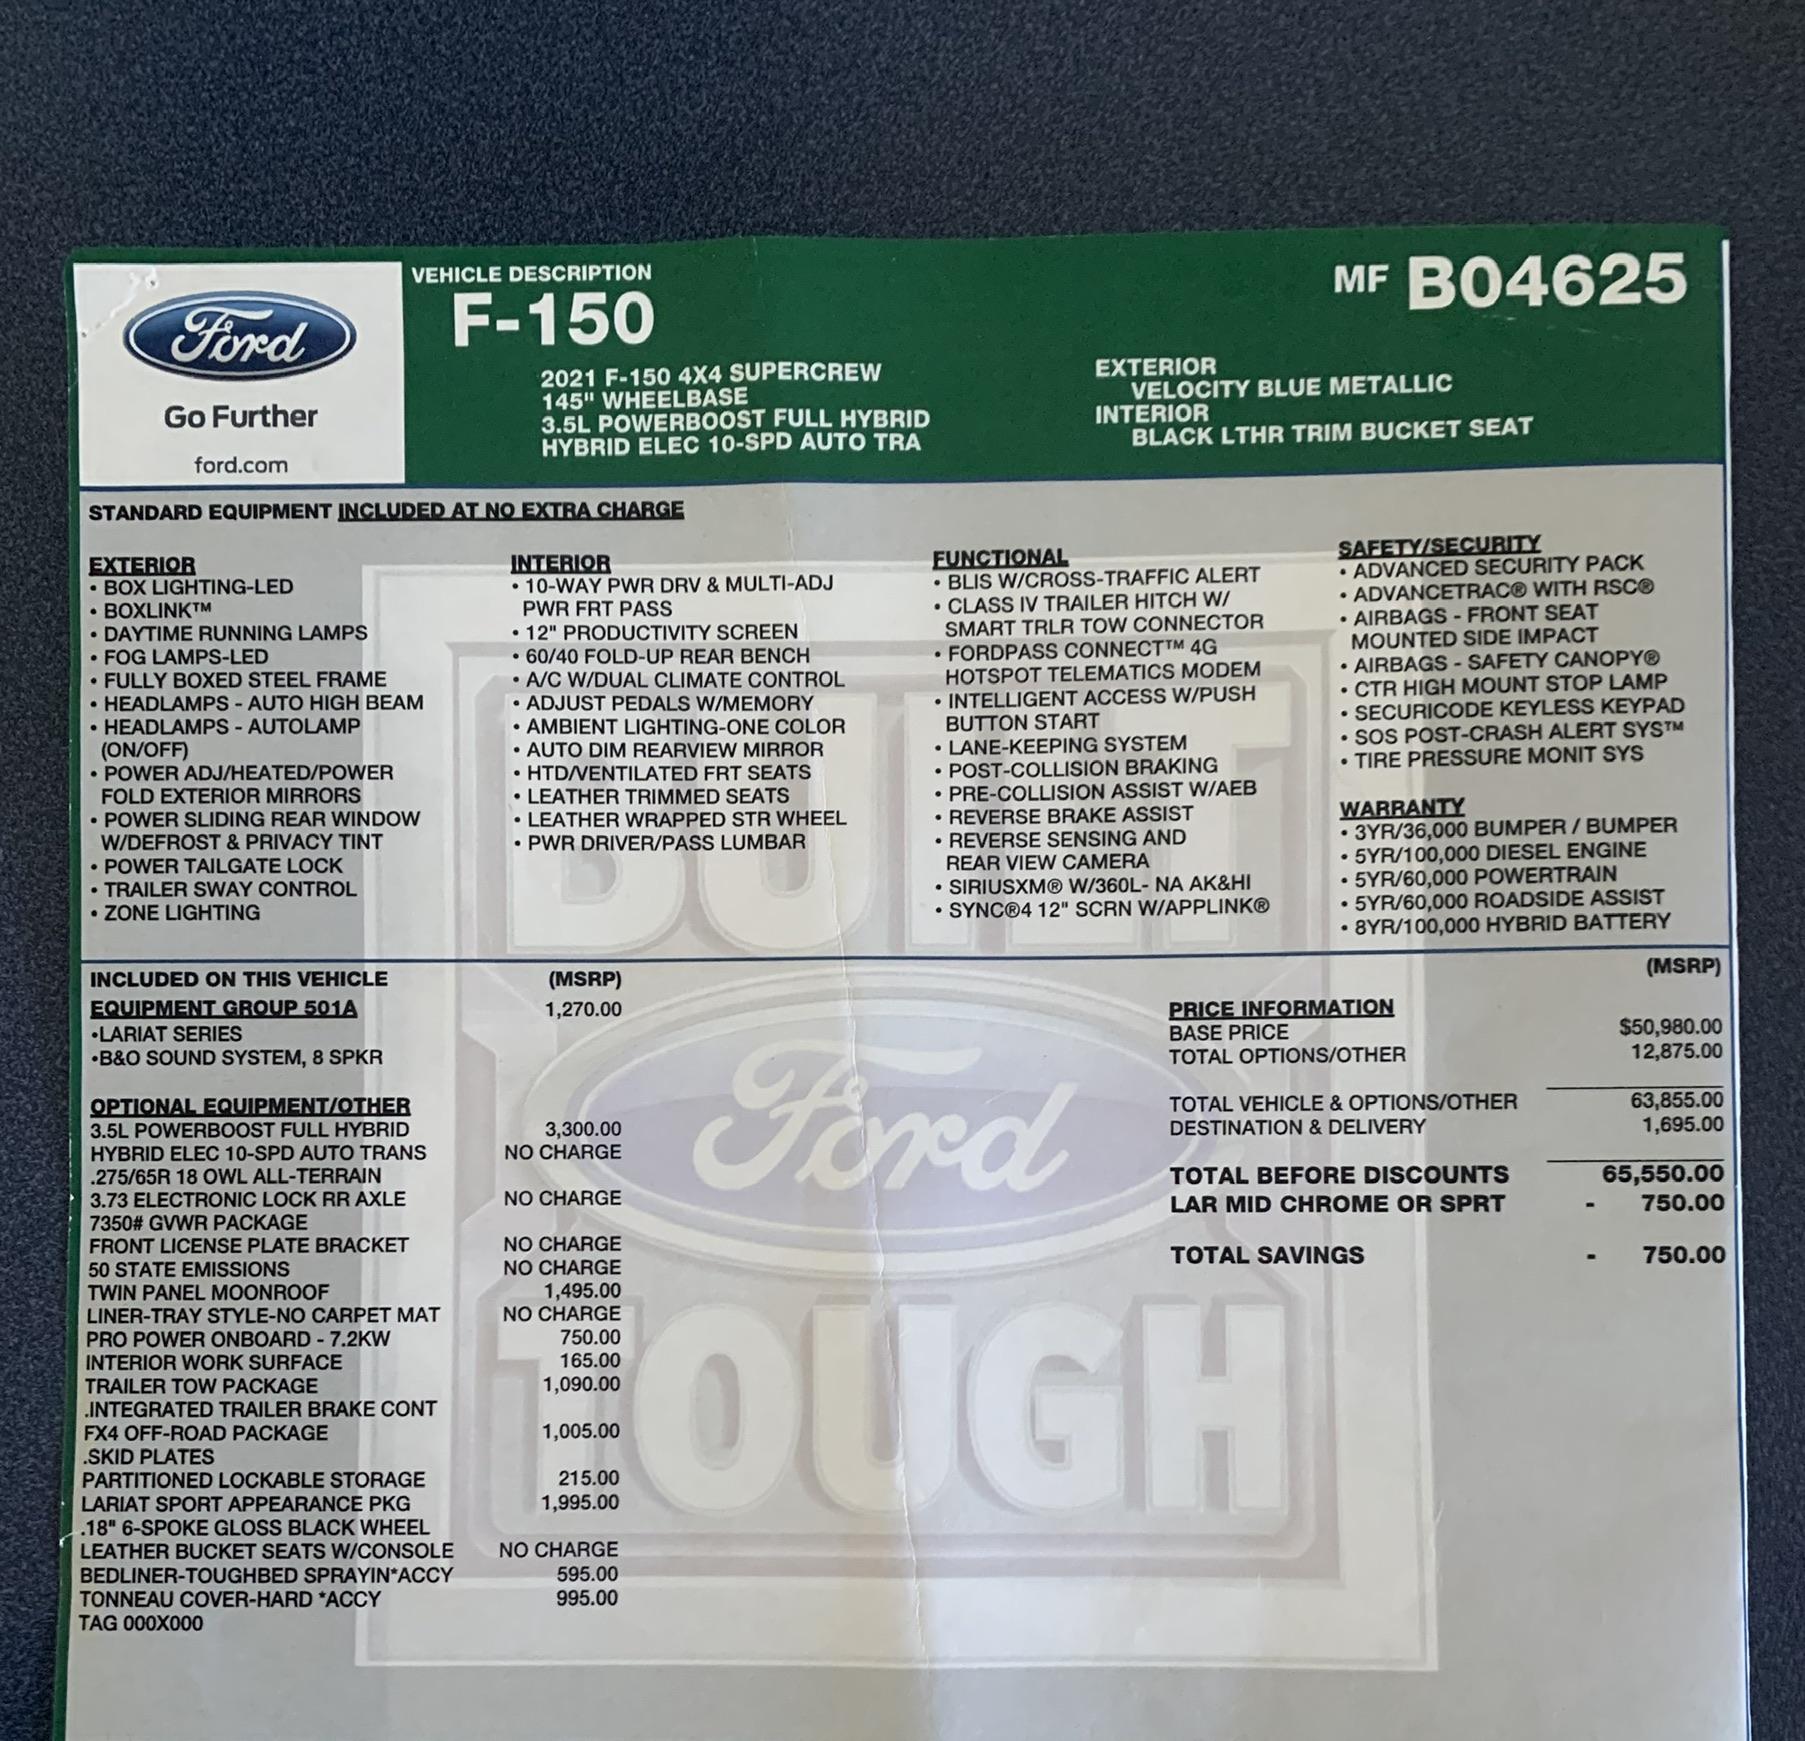 Ford
Go Further
ford.com
VEHICLE DESCRIPTION
F-150
2021 F-150 4X4 SUPERCREW
145" WHEELBASE
3.5L POWERBOOST FULL HYBRID
HYBRID ELEC 10-SPD AUTO TRA
MF B04625
EXTERIOR
VELOCITY BLUE METALLIC
INTERIOR
BLACK LTHR TRIM BUCKET SEAT
STANDARD EQUIPMENT INCLUDED AT NO EXTRA CHARGE
EXTERIOR
• BOX LIGHTING-LED
• BOXLINK™
• DAYTIME RUNNING LAMPS
• FOG LAMPS-LED
• FULLY BOXED STEEL FRAME
• HEADLAMPS - AUTO HIGH BEAM
• HEADLAMPS - AUTOLAMP
(ON/OFF)
• POWER ADJ/HEATED/POWER
FOLD EXTERIOR MIRRORS
• POWER SLIDING REAR WINDOW
W/DEFROST & PRIVACY TINT
• POWER TAILGATE LOCK
• TRAILER SWAY CONTROL
• ZONE LIGHTING
INTERIOR
• 10-WAY PWR DRV & MULTI-ADJ
PWR FRT PASS
• 12" PRODUCTIVITY SCREEN
• 60/40 FOLD-UP REAR BENCH
• A/C W/DUAL CLIMATE CONTROL
• ADJUST PEDALS W/MEMORY
• AMBIENT LIGHTING-ONE COLOR
• AUTO DIM REARVIEW MIRROR
• HTD/VENTILATED FRT SEATS
• LEATHER TRIMMED SEATS
• LEATHER WRAPPED STR WHEEL
• PWR DRIVER/PASS LUMBAR
FUNCTIONAL
• BLIS W/CROSS-TRAFFIC ALERT
• CLASS IV TRAILER HITCH W/
SMART TRLR TOW CONNECTOR
• FORDPASS CONNECT™ 4G
HOTSPOT TELEMATICS MODEM
• INTELLIGENT ACCESS W/PUSH
BUTTON START
• LANE-KEEPING SYSTEM
• POST-COLLISION BRAKING
• PRE-COLLISION ASSIST W/AEB
• REVERSE BRAKE ASSIST
• REVERSE SENSING AND
REAR VIEW CAMERA
• SIRIUSXM® W/360L- NA AK&HI
• SYNC®4 12" SCRN W/APPLINK®
SAFETY/SECURITY
• ADVANCED SECURITY PACK
• ADVANCETRAC® WITH RSC®
• AIRBAGS - FRONT SEAT
MOUNTED SIDE IMPACT
• AIRBAGS - SAFETY CANOPY®
• CTR HIGH MOUNT STOP LAMP
• SECURICODE KEYLESS KEYPAD
• SOS POST-CRASH ALERT SYS™
• TIRE PRESSURE MONIT SYS
WARRANTY
• 3YR/36,000 BUMPER / BUMPER
• 5YR/100,000 DIESEL ENGINE
• 5YR/60,000 POWERTRAIN
• 5YR/60,000 ROADSIDE ASSIST
• 8YR/100,000 HYBRID BATTERY
INCLUDED ON THIS VEHICLE (MSRP)
EQUIPMENT GROUP 501A 1,270.00
•LARIAT SERIES
•B&O SOUND SYSTEM, 8 SPKR
OPTIONAL EQUIPMENT/OTHER
3.5L POWERBOOST FULL HYBRID 3,300.00
HYBRID ELEC 10-SPD AUTO TRANS NO CHARGE
.275/65R 18 OWL ALL-TERRAIN
3.73 ELECTRONIC LOCK RR AXLE NO CHARGE
7350# GVWR PACKAGE
FRONT LICENSE PLATE BRACKET NO CHARGE
50 STATE EMISSIONS NO CHARGE
TWIN PANEL MOONROOF 1,495.00
LINER-TRAY STYLE-NO CARPET MAT NO CHARGE
PRO POWER ONBOARD - 7.2KW 750.00
INTERIOR WORK SURFACE 165.00
TRAILER TOW PACKAGE 1,090.00
.INTEGRATED TRAILER BRAKE CONT
FX4 OFF-ROAD PACKAGE 1,005.00
.SKID PLATES
PARTITIONED LOCKABLE STORAGE 215.00
LARIAT SPORT APPEARANCE PKG 1,995.00
.18" 6-SPOKE GLOSS BLACK WHEEL
LEATHER BUCKET SEATS W/CONSOLE NO CHARGE
BEDLINER-TOUGHBED SPRAYIN*ACCY 595.00
TONNEAU COVER-HARD *ACCY 995.00
TAG 000X000
(MSRP)
PRICE INFORMATION
BASE PRICE $50,980.00
TOTAL OPTIONS/OTHER 12,875.00
TOTAL VEHICLE & OPTIONS/OTHER 63,855.00
DESTINATION & DELIVERY 1,695.00
TOTAL BEFORE DISCOUNTS 65,550.00
LAR MID CHROME OR SPRT - 750.00
TOTAL SAVINGS - 750.00
BUILT
Ford
TOUGH